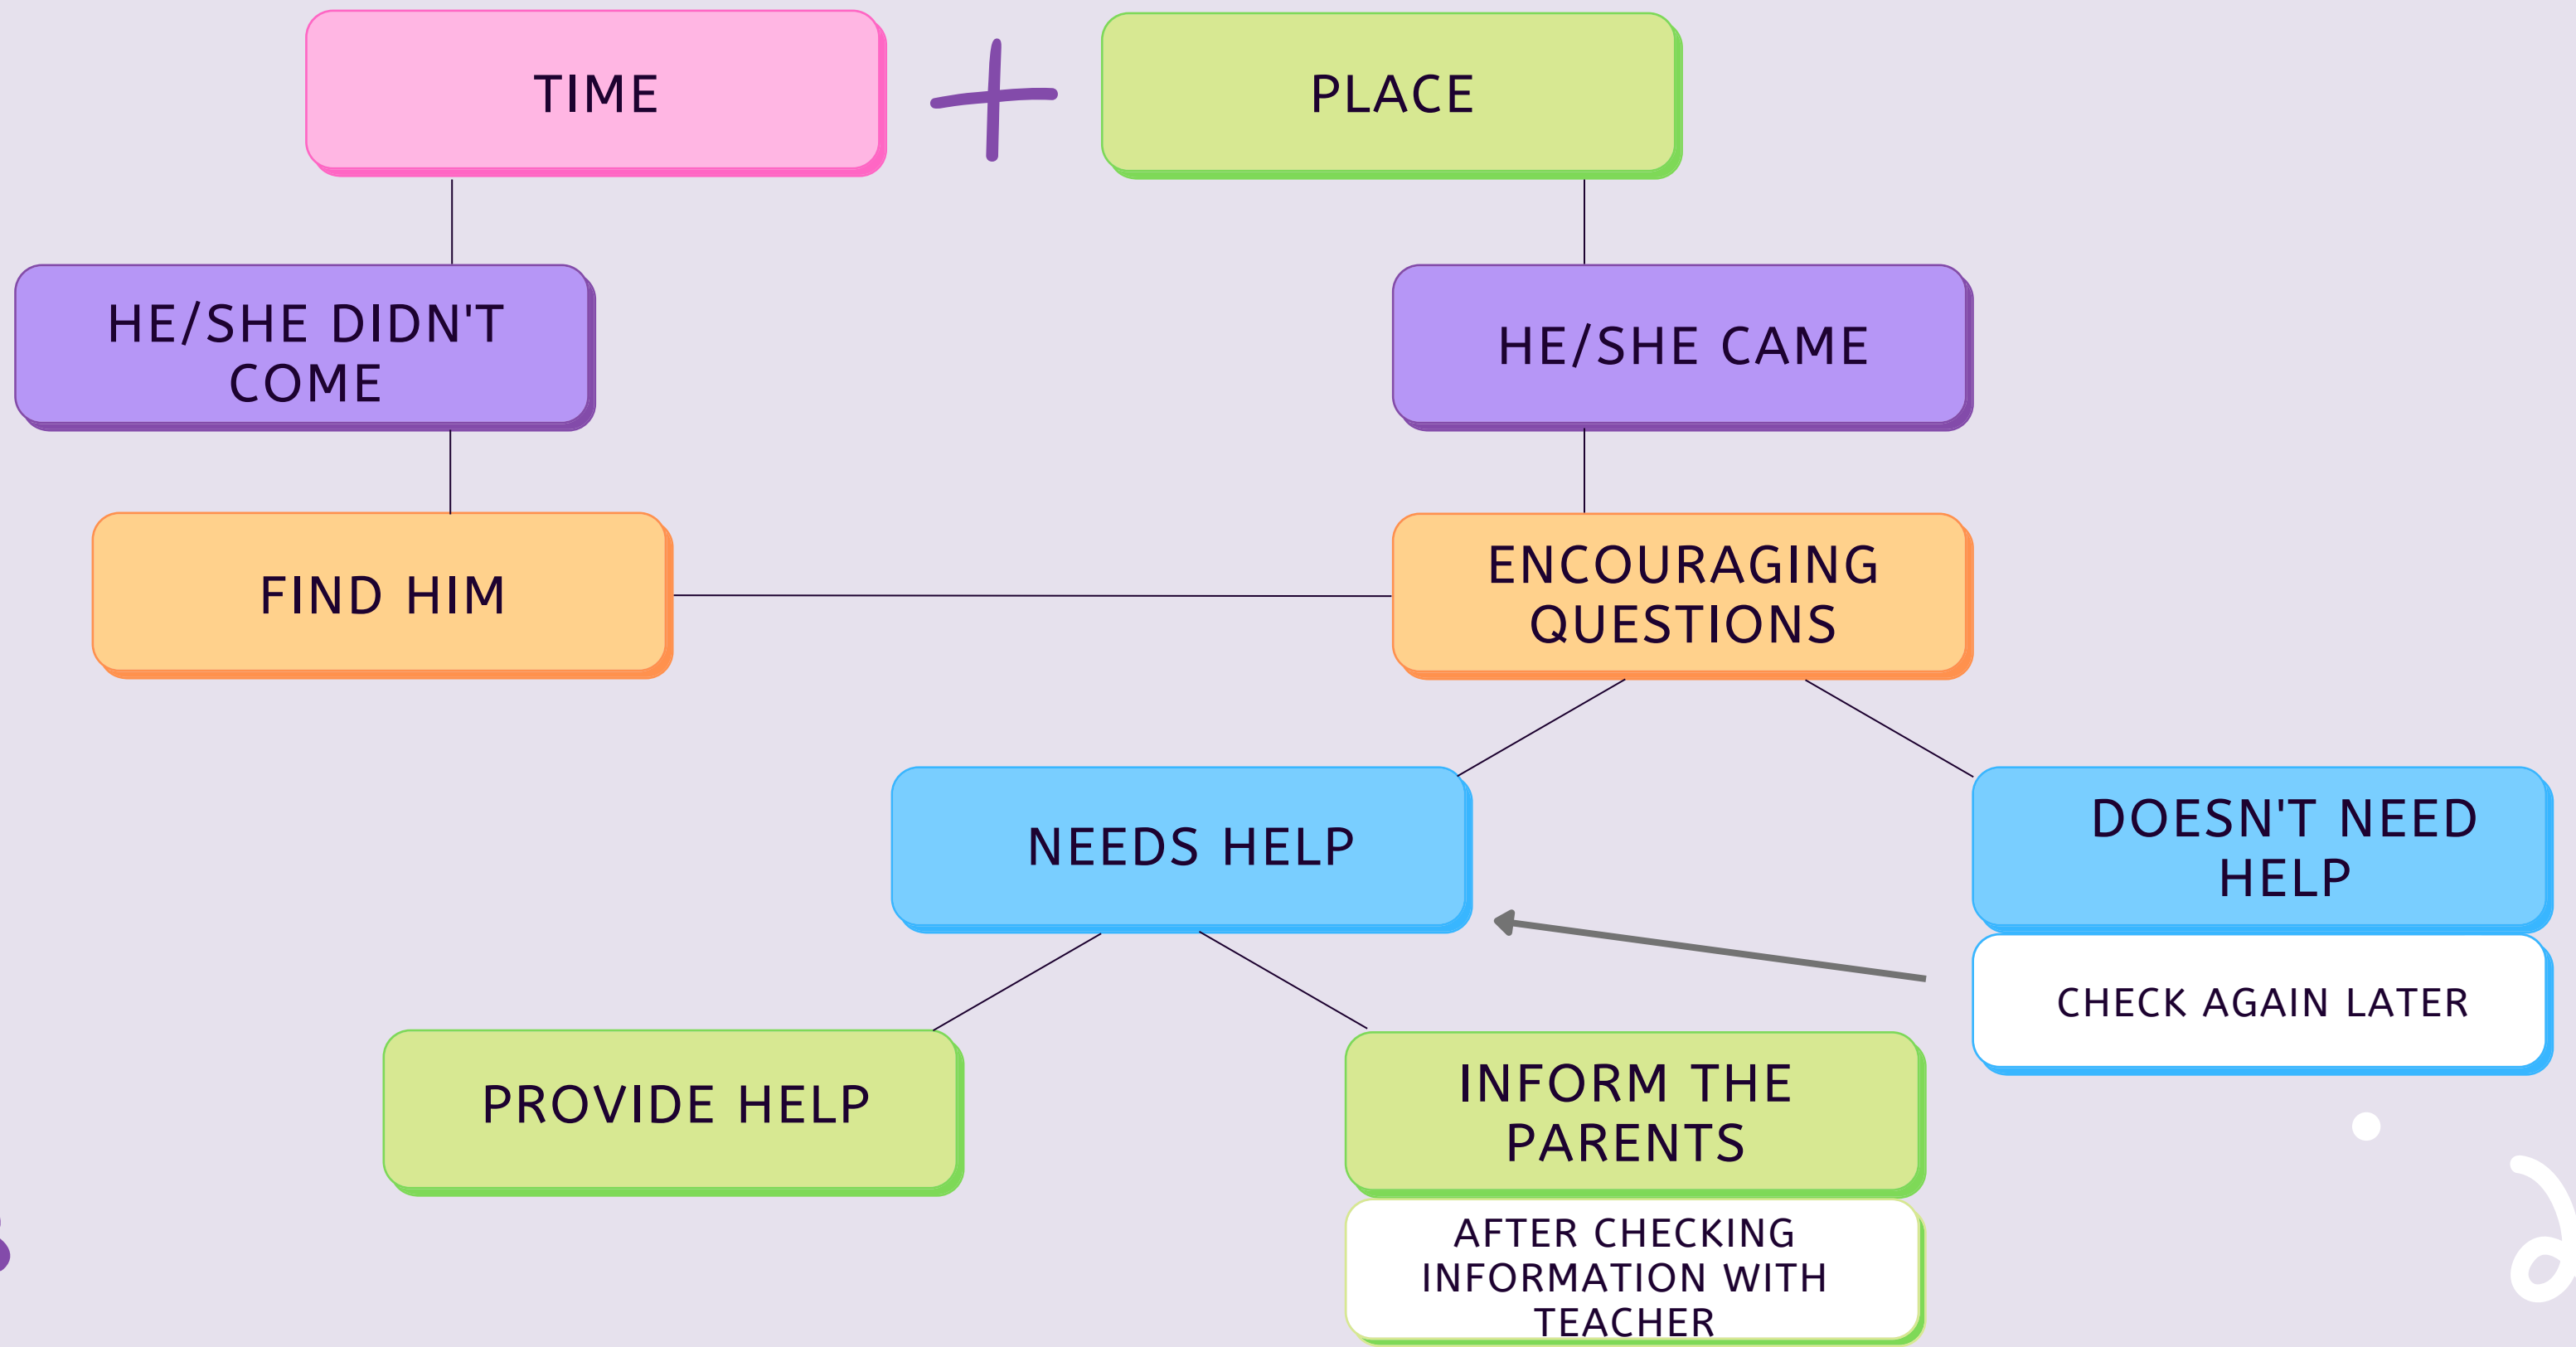 TIME
PLACE
HE/SHE DIDN'T
COME
HE/SHE CAME
FIND HIM
ENCOURAGING
QUESTIONS
NEEDS HELP
DOESN'T NEED
HELP
CHECK AGAIN LATER
PROVIDE HELP
INFORM THE
PARENTS
AFTER CHECKING
INFORMATION WITH
TEACHER